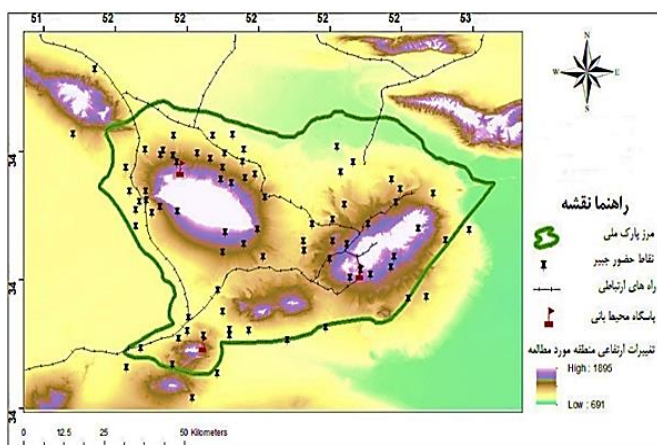 51 52 52 52 52 53
34
34
34
N
W E
S
راهنما نقشه
مرز پارک ملی
نقاط حضور جبیر
راه های ارتباطی
پاسگاه محیط بانی
تغییرات ارتفاعی منطقه مورد مطالعه
High : 1895
Low : 691
0 12.5 25 50 Kilometers